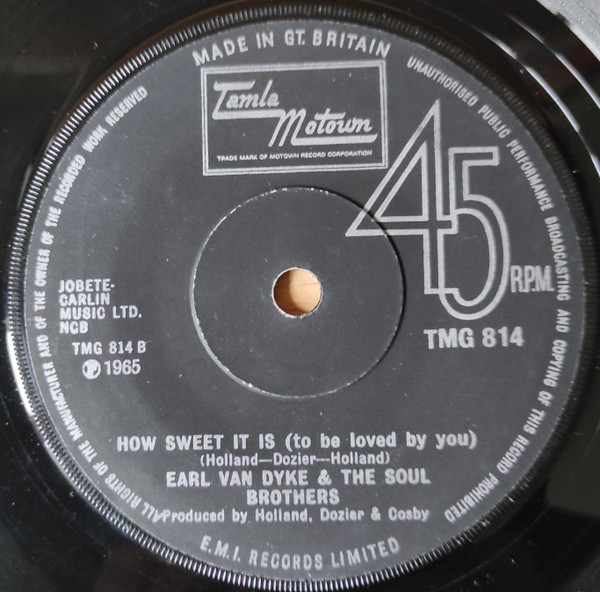 MADE IN GT. BRITAIN
UNAUTHORISED PUBLIC PERFORMANCE BROADCASTING AND COPYING OF THIS RECORD PROHIBITED
ALL RIGHTS OF THE MANUFACTURER AND OF THE OWNER OF THE RECORDED WORK RESERVED
Tamla
Motown
TRADE MARK OF MOTOWN RECORD CORPORATION
45
R.P.M.
JOBETE-
CARLIN
MUSIC LTD.
NCB
TMG 814 B
Ⓟ 1965
TMG 814
HOW SWEET IT IS (to be loved by you)
(Holland—Dozier—Holland)
EARL VAN DYKE & THE SOUL
BROTHERS
Produced by Holland, Dozier & Cosby
E.M.I. RECORDS LIMITED